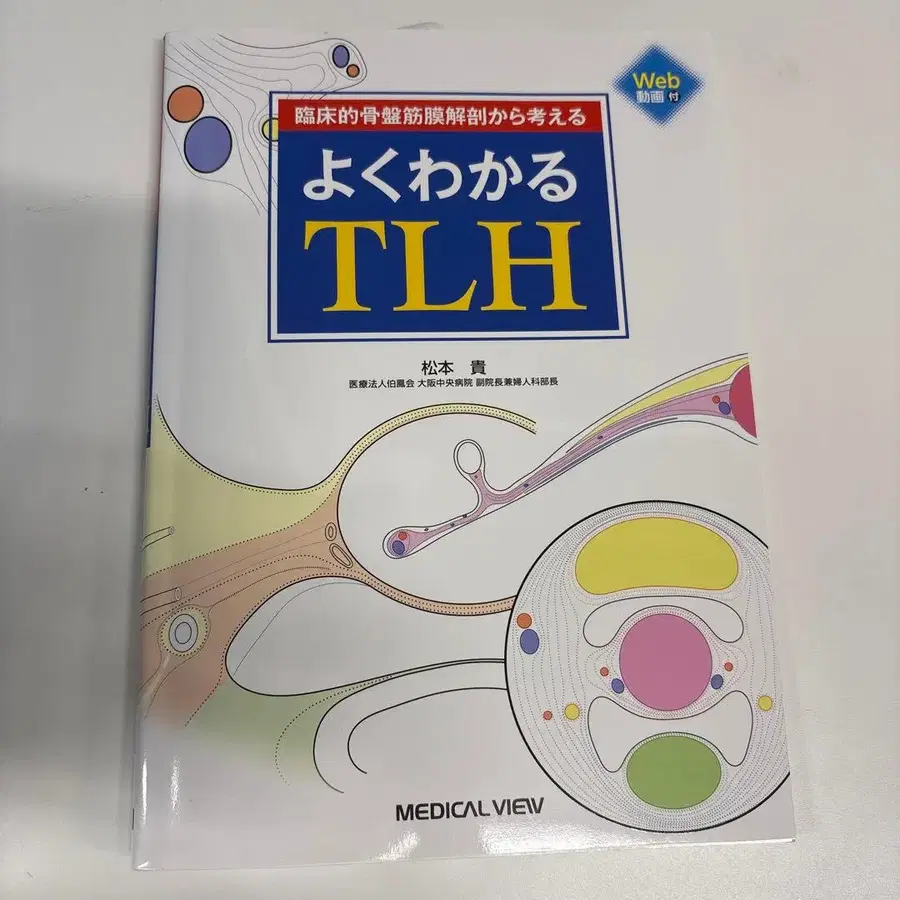 Web
動画 付
臨床的骨盤筋膜解剖から考える
よくわかる
TLH
松本 貴
医療法人伯鳳会 大阪中央病院 副院長兼婦人科部長
MEDICAL VIEW